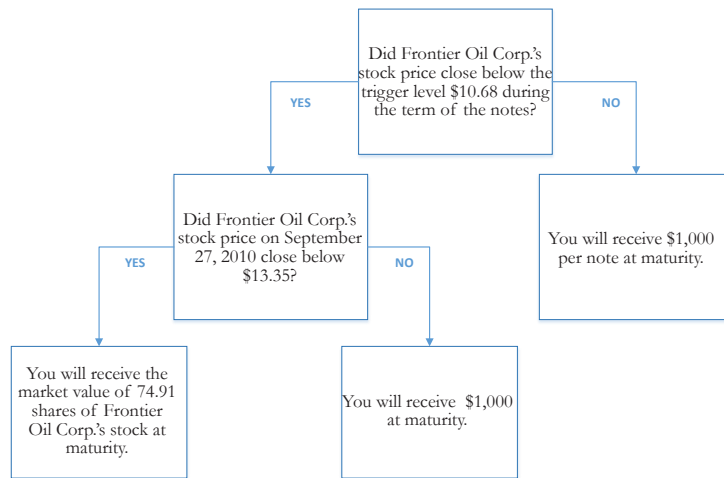 Did Frontier Oil Corp.'s
stock price close below the
trigger level $10.68 during
the term of the notes?
YES
NO
Did Frontier Oil Corp.'s
stock price on September
27, 2010 close below
$13.35?
You will receive $1,000
per note at maturity.
YES
NO
You will receive the
market value of 74.91
shares of Frontier
Oil Corp.'s stock at
maturity.
You will receive $1,000
at maturity.